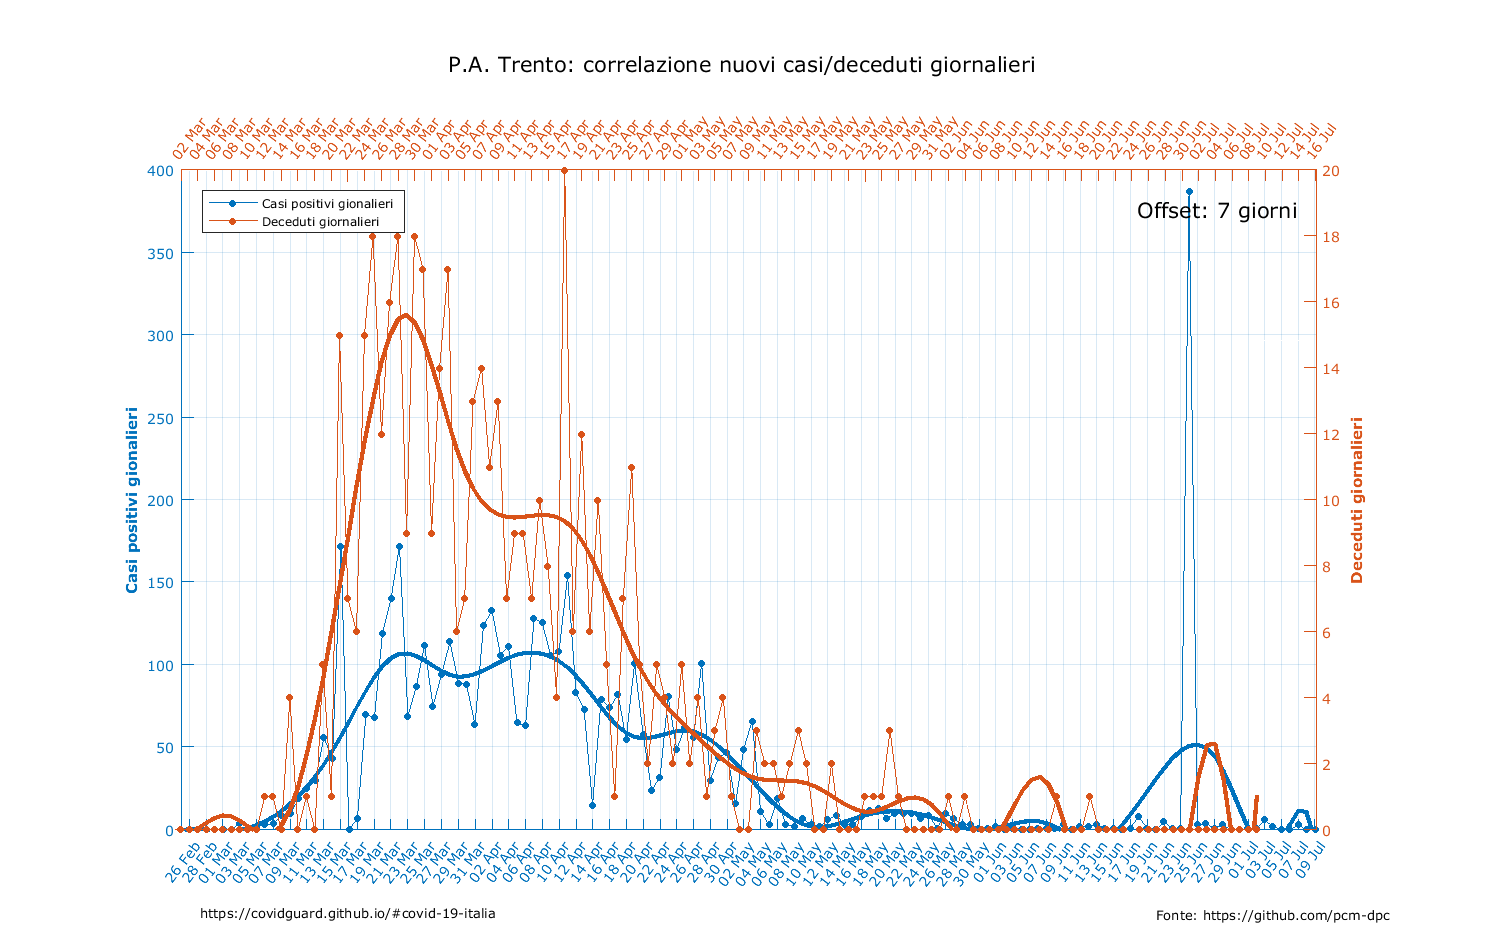 P.A. Trento: correlazione nuovi casi/deceduti giornalieri
02 Mar
04 Mar
06 Mar
08 Mar
10 Mar
12 Mar
14 Mar
16 Mar
18 Mar
20 Mar
22 Mar
24 Mar
26 Mar
28 Mar
30 Mar
01 Apr
03 Apr
05 Apr
07 Apr
09 Apr
11 Apr
13 Apr
15 Apr
17 Apr
19 Apr
21 Apr
23 Apr
25 Apr
27 Apr
29 Apr
01 May
03 May
05 May
07 May
09 May
11 May
13 May
15 May
17 May
19 May
21 May
23 May
25 May
27 May
29 May
31 May
02 Jun
04 Jun
06 Jun
08 Jun
10 Jun
12 Jun
14 Jun
16 Jun
18 Jun
20 Jun
22 Jun
24 Jun
26 Jun
28 Jun
30 Jun
02 Jul
04 Jul
06 Jul
08 Jul
10 Jul
12 Jul
14 Jul
16 Jul
400
350
300
250
200
150
100
50
0
Casi positivi gionalieri
Casi positivi gionalieri
Deceduti giornalieri
Offset: 7 giorni
20
18
16
14
12
10
8
6
4
2
0
Deceduti giornalieri
26 Feb
28 Feb
01 Mar
03 Mar
05 Mar
07 Mar
09 Mar
11 Mar
13 Mar
15 Mar
17 Mar
19 Mar
21 Mar
23 Mar
25 Mar
27 Mar
29 Mar
31 Mar
02 Apr
04 Apr
06 Apr
08 Apr
10 Apr
12 Apr
14 Apr
16 Apr
18 Apr
20 Apr
22 Apr
24 Apr
26 Apr
28 Apr
30 Apr
02 May
04 May
06 May
08 May
10 May
12 May
14 May
16 May
18 May
20 May
22 May
24 May
26 May
28 May
30 May
01 Jun
03 Jun
05 Jun
07 Jun
09 Jun
11 Jun
13 Jun
15 Jun
17 Jun
19 Jun
21 Jun
23 Jun
25 Jun
27 Jun
29 Jun
01 Jul
03 Jul
05 Jul
07 Jul
09 Jul
https://covidguard.github.io/#covid-19-italia
Fonte: https://github.com/pcm-dpc